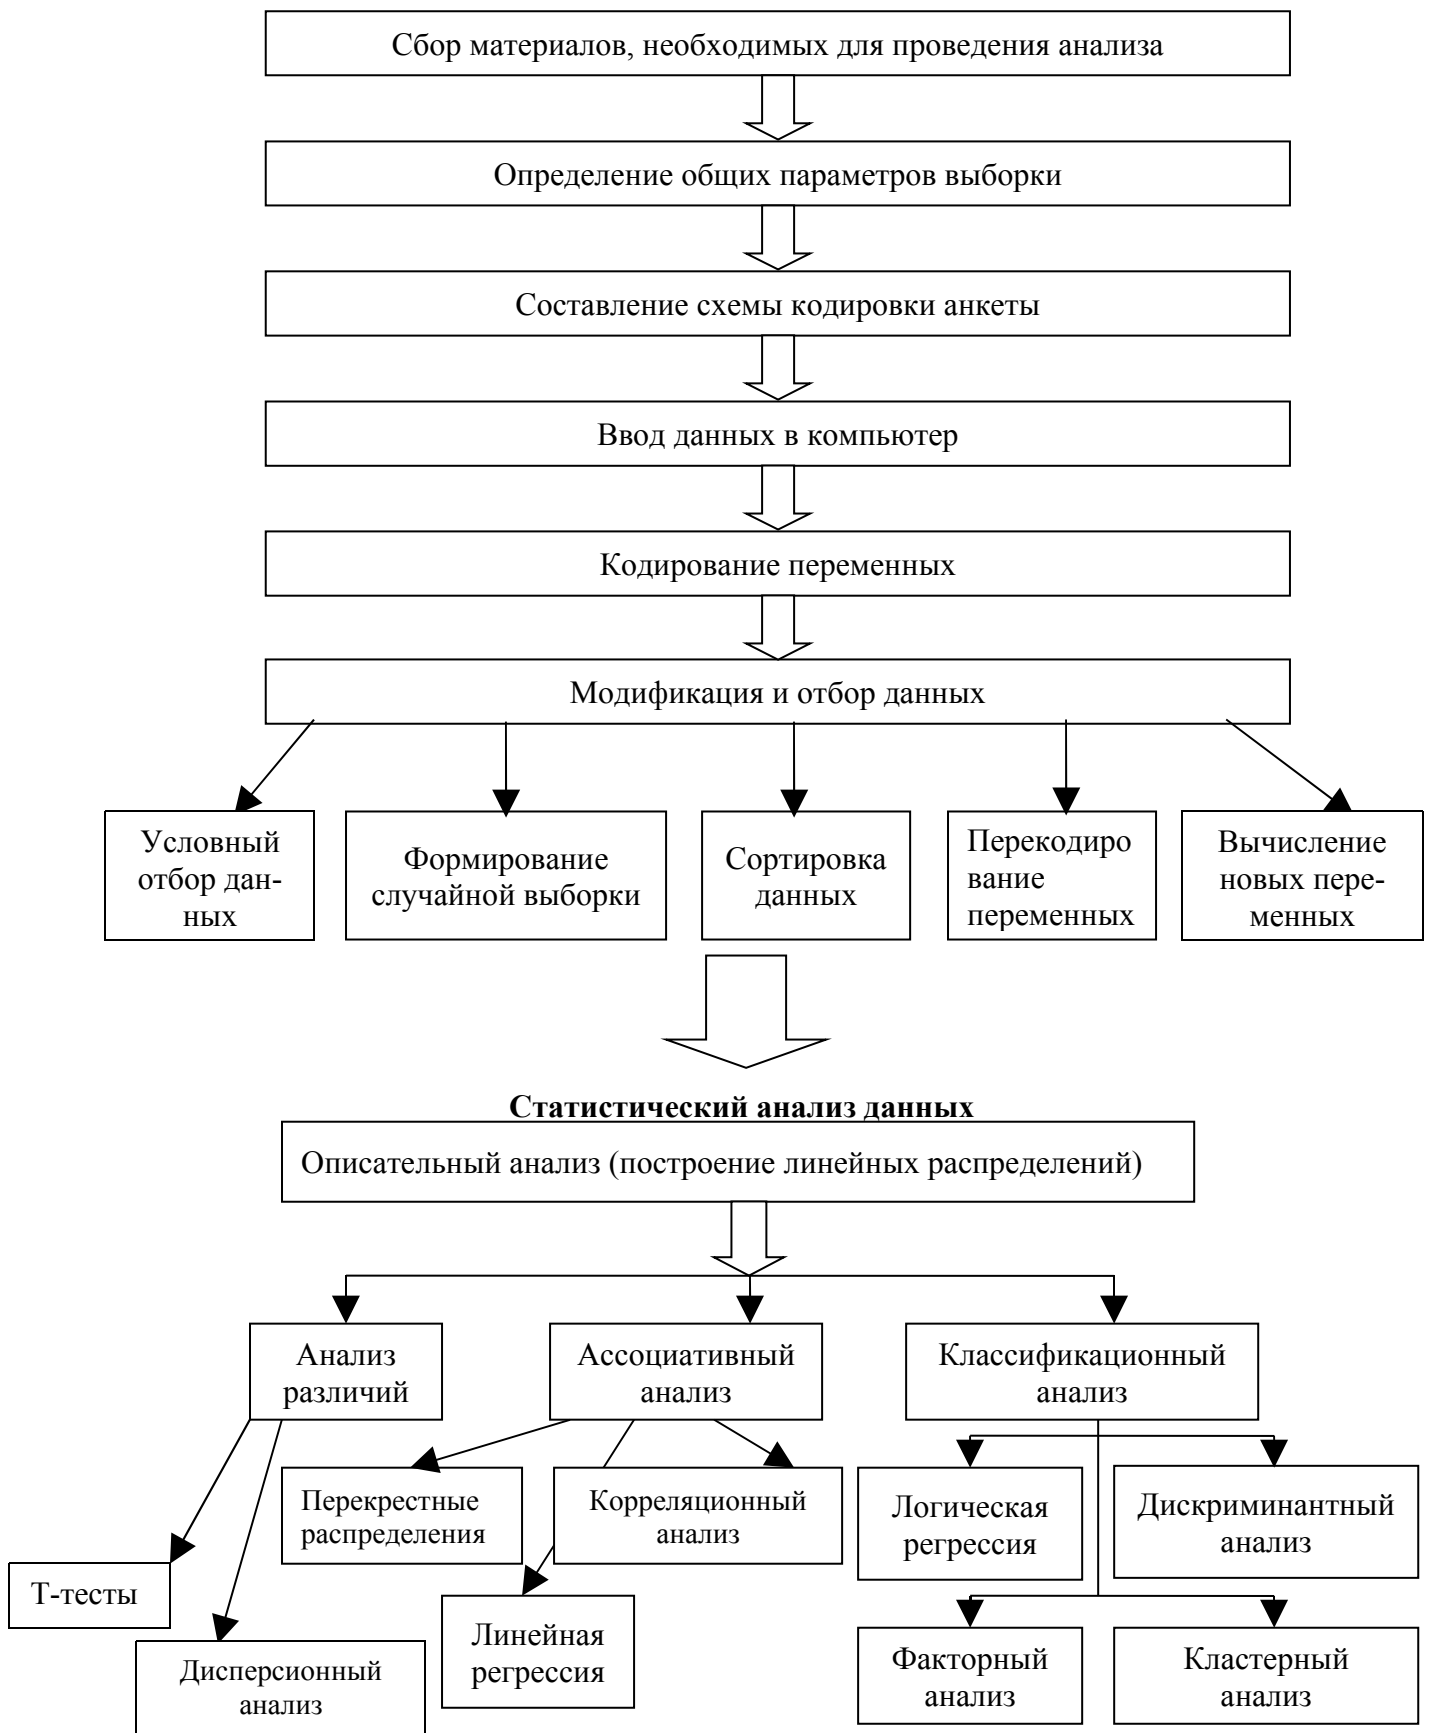 Сбор материалов, необходимых для проведения анализа
Определение общих параметров выборки
Составление схемы кодировки анкеты
Ввод данных в компьютер
Кодирование переменных
Модификация и отбор данных
Условный
отбор дан-
ных
Формирование
случайной выборки
Сортировка
данных
Перекодиро
вание
переменных
Вычисление
новых пере-
менных
Статистический анализ данных
Описательный анализ (построение линейных распределений)
Анализ
различий
Ассоциативный
анализ
Классификационный
анализ
Перекрестные
распределения
Корреляционный
анализ
Логическая
регрессия
Дискриминантный
анализ
Т-тесты
Дисперсионный
анализ
Линейная
регрессия
Факторный
анализ
Кластерный
анализ